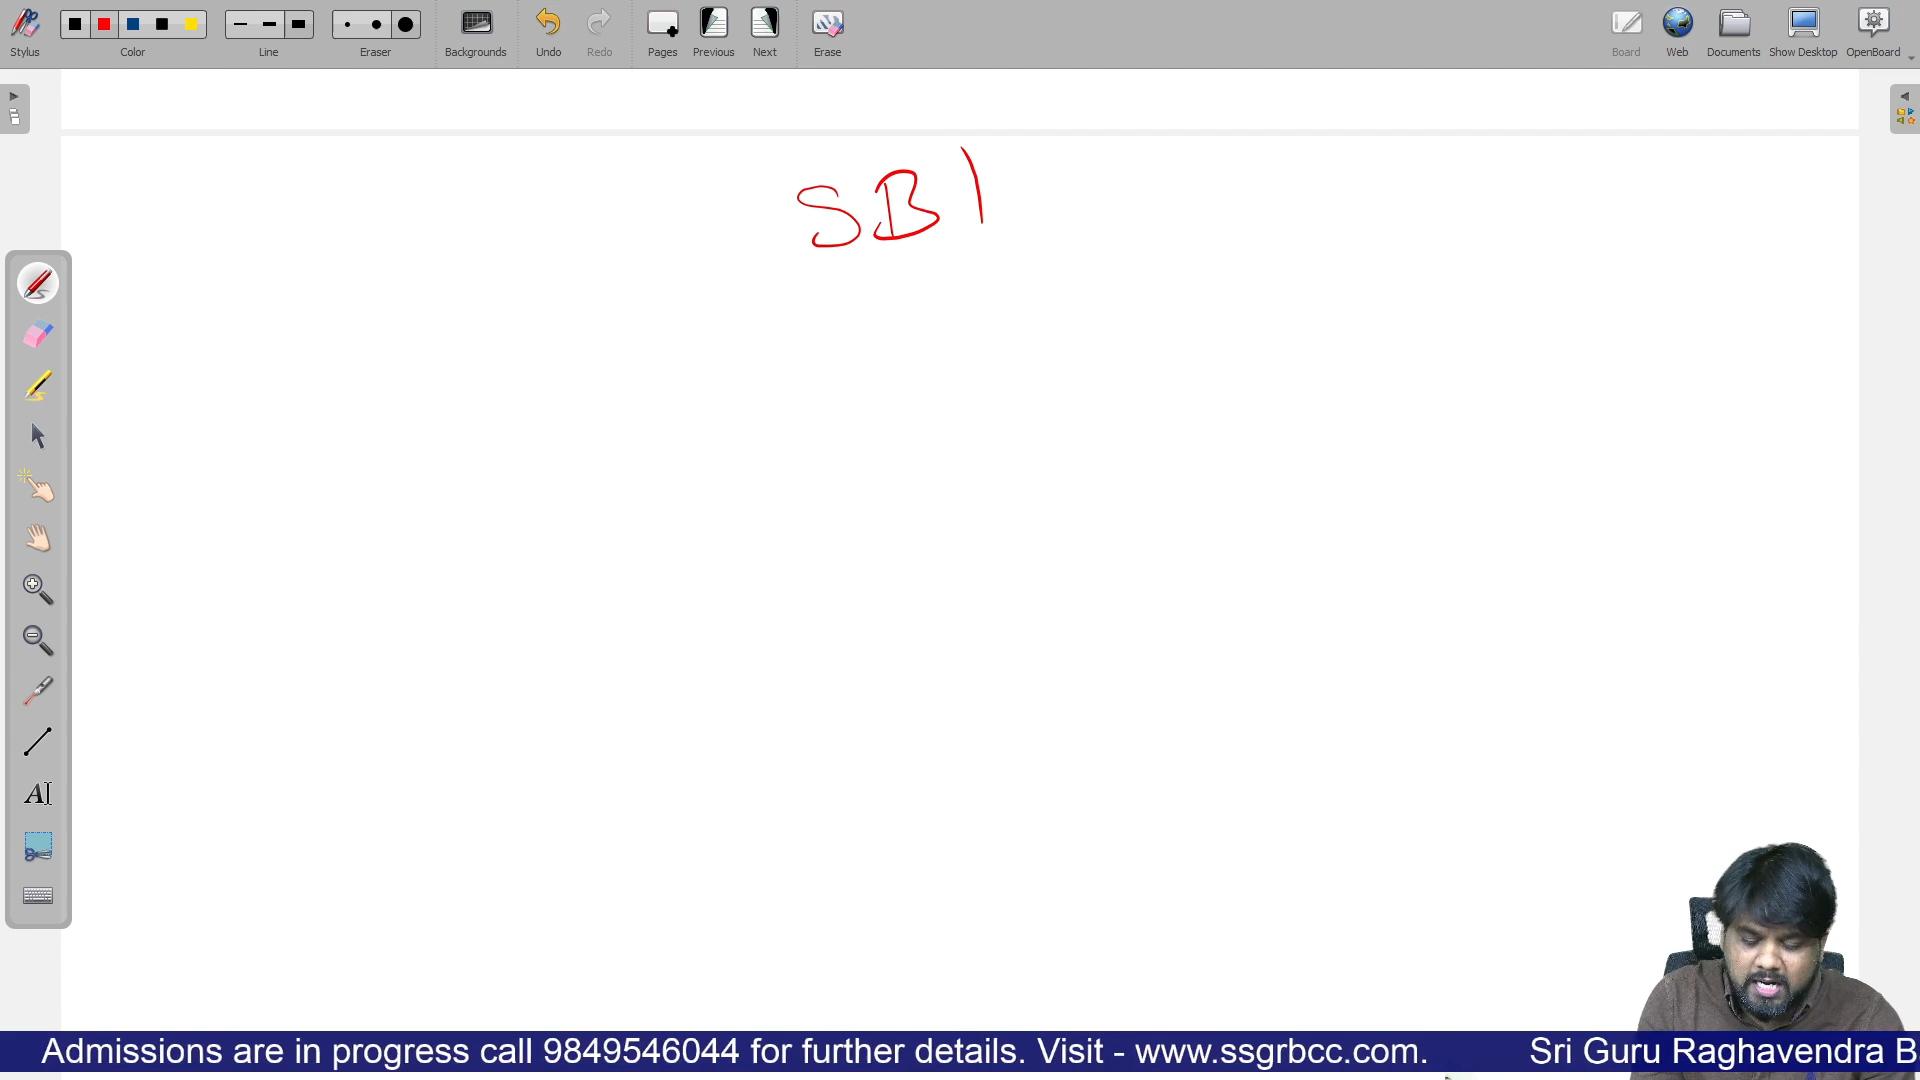 Stylus Color Line Eraser Backgrounds Undo Redo Pages Previous Next Erase Board Web Documents Show Desktop OpenBoard
SBI
Admissions are in progress call 9849546044 for further details. Visit - www.ssgrbcc.com. Sri Guru Raghavendra B